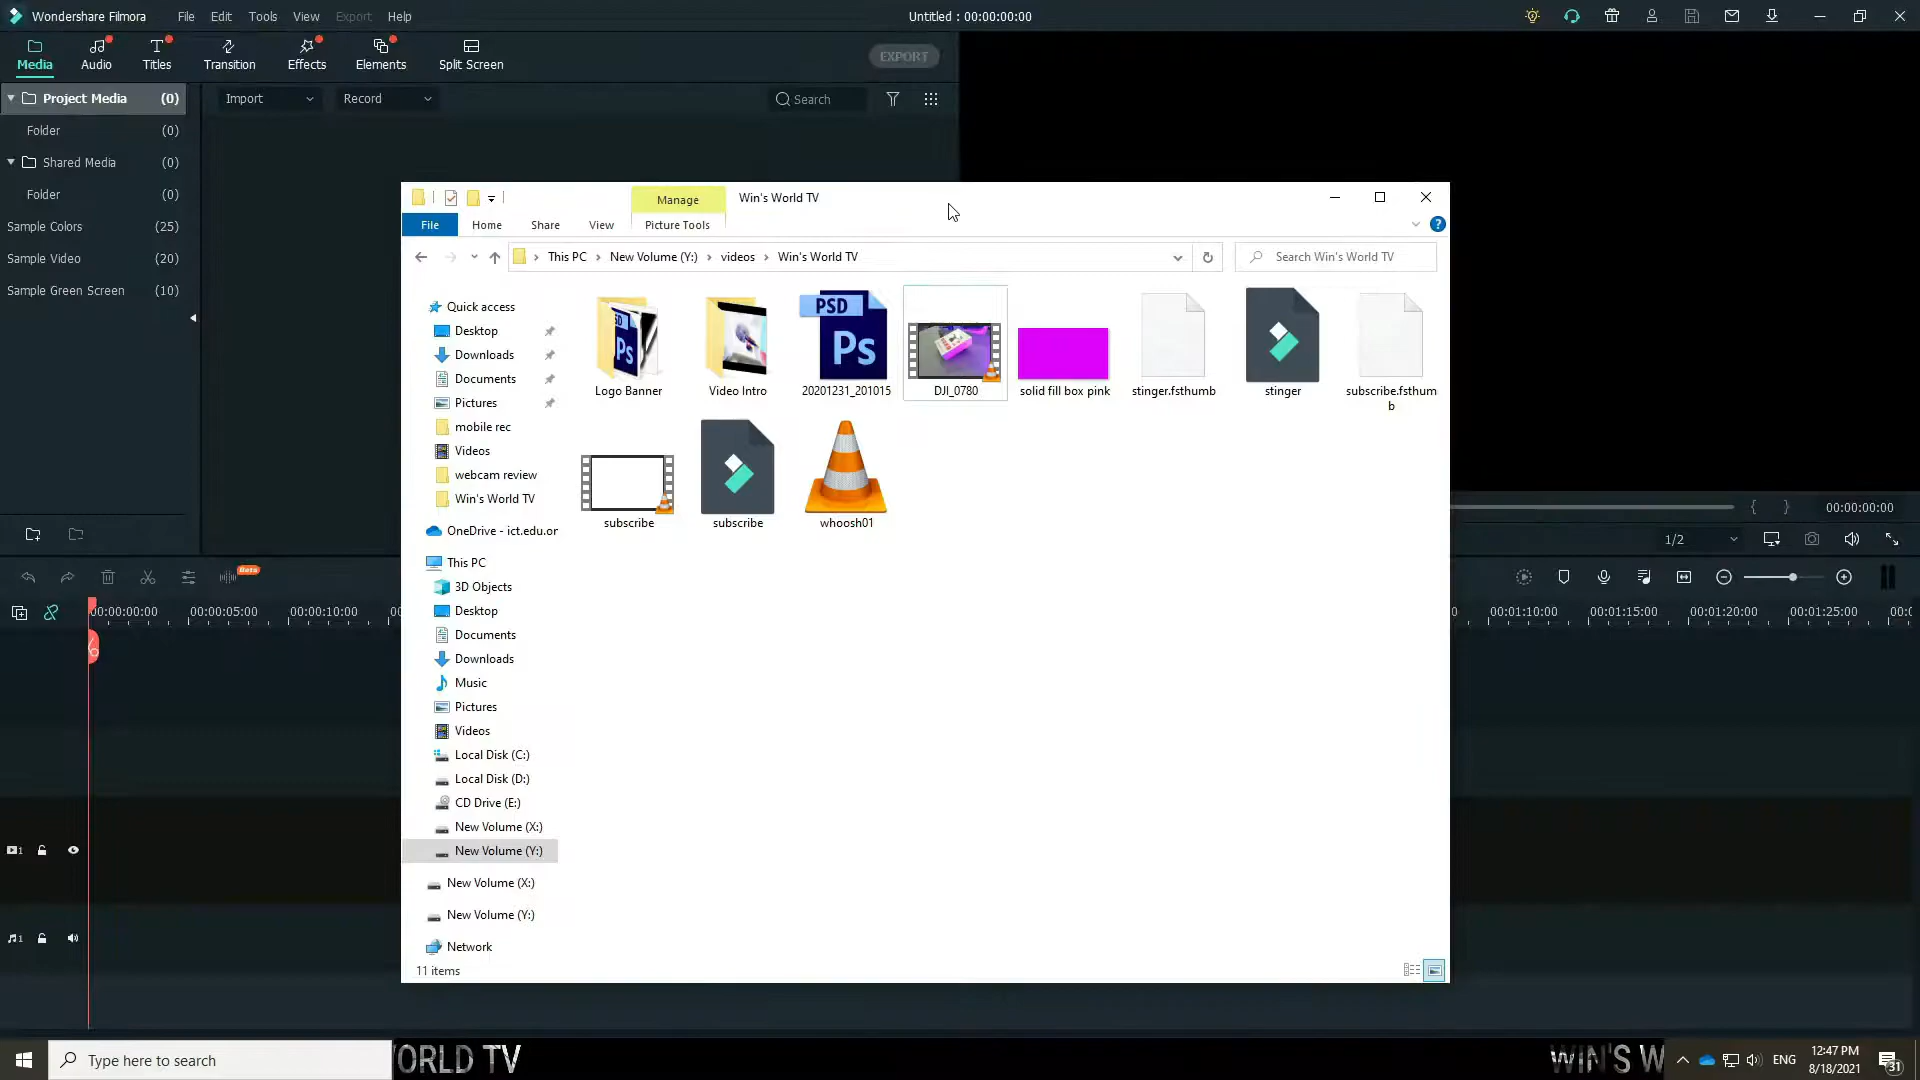 Wondershare Filmora File Edit Tools View Export Help Untitled : 00:00:00:00
Media Audio Titles Transition Effects Elements Split Screen EXPORT
Project Media (0) Import Record Search
Folder (0)
Shared Media (0)
Folder (0)
Sample Colors (25)
Sample Video (20)
Sample Green Screen (10)
Manage Win's World TV
File Home Share View Picture Tools
This PC New Volume (Y:) videos Win's World TV Search Win's World TV
Quick access
Desktop
Downloads
Documents
Pictures
mobile rec
Videos
webcam review
Win's World TV
OneDrive - ict.edu.or
This PC
3D Objects
Desktop
Documents
Downloads
Music
Pictures
Videos
Local Disk (C:)
Local Disk (D:)
CD Drive (E:)
New Volume (X:)
New Volume (Y:)
New Volume (X:)
New Volume (Y:)
Network
11 items
PSD
Ps
Ps
Logo Banner Video Intro 20201231_201015 DJI_0780 solid fill box pink stinger.fsthumb stinger subscribe.fsthum
b
subscribe subscribe whoosh01
00:00:00:00
1/2
Beta
00:00:00:00 00:00:05:00 00:00:10:00 00:01:10:00 00:01:15:00 00:01:20:00 00:01:25:00
1
1
Type here to search ORLD TV WIN'S W ENG 12:47 PM
8/18/2021 31